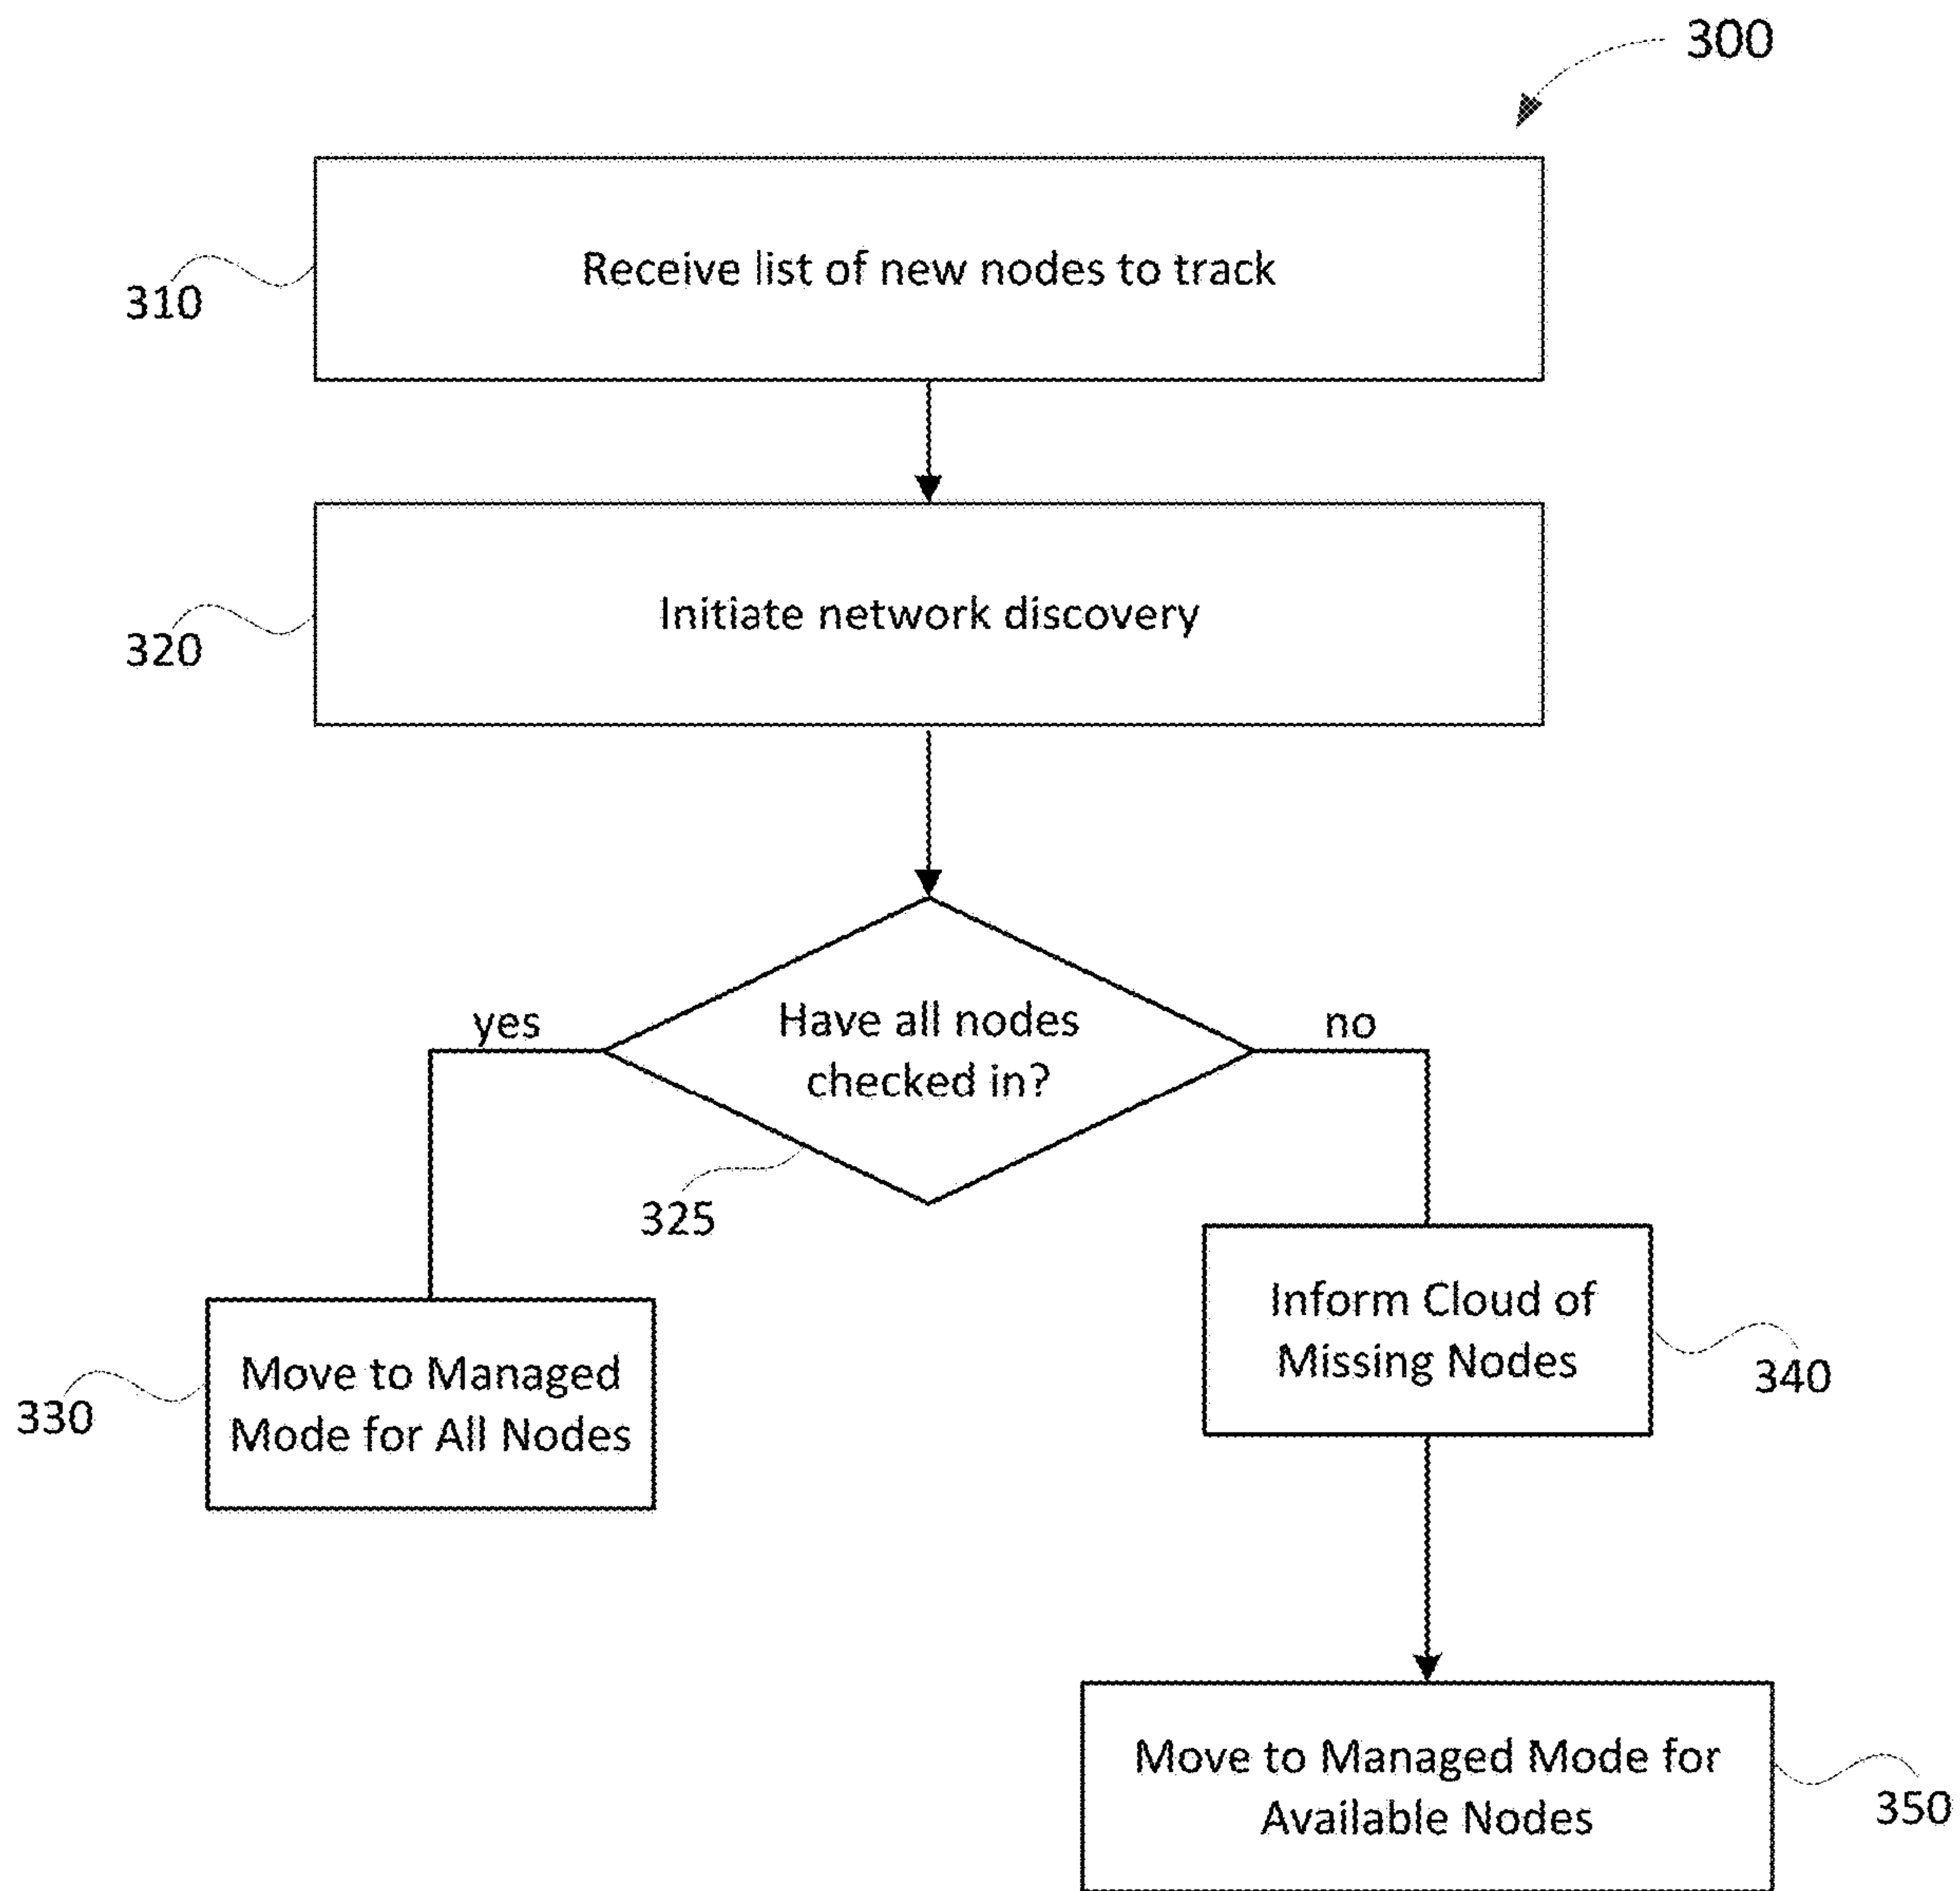 300
Receive list of new nodes to track
310
Initiate network discovery
320
yes
Have all nodes
checked in?
no
325
Inform Cloud of
Missing Nodes
340
Move to Managed
Mode for All Nodes
330
Move to Managed Mode for
Available Nodes
350